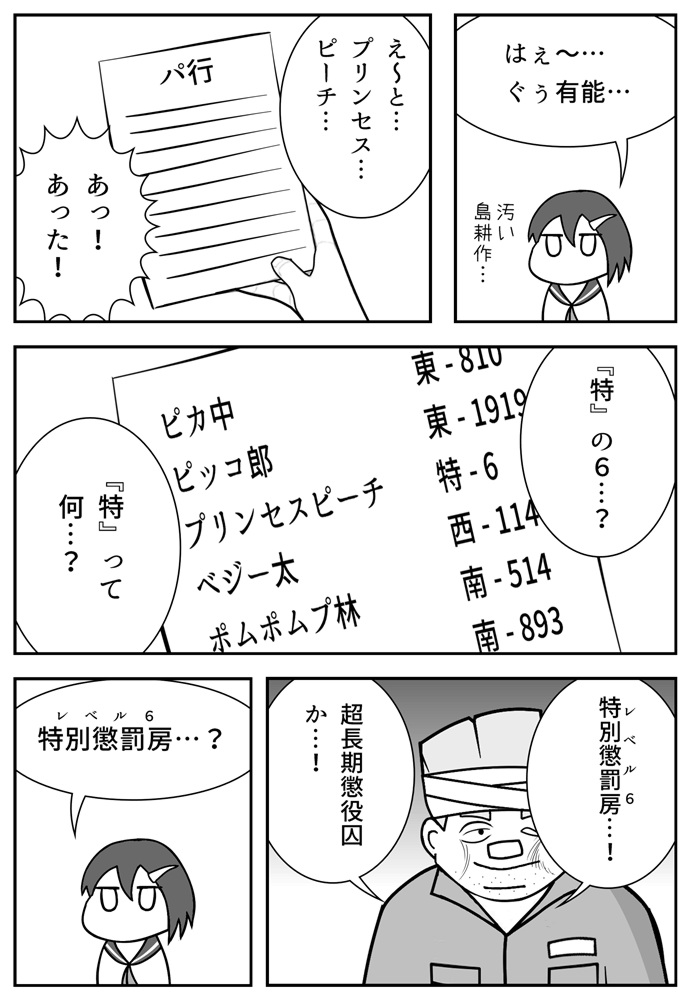 はぇ～…
ぐぅ有能…
汚い
島耕作…
え～と…
プリンセス…
ピーチ…
パ行
あっ！
あった！
『特』の６…？
ピカ中
東-810
ピッコ郎
東-1919
プリンセスピーチ
特-6
ベジー太
西-114
ポムポムプ林
南-514
南-893
『特』って
何…？
特別懲罰房…！
レベル６
超長期懲役囚
か…！
レベル６
特別懲罰房…？